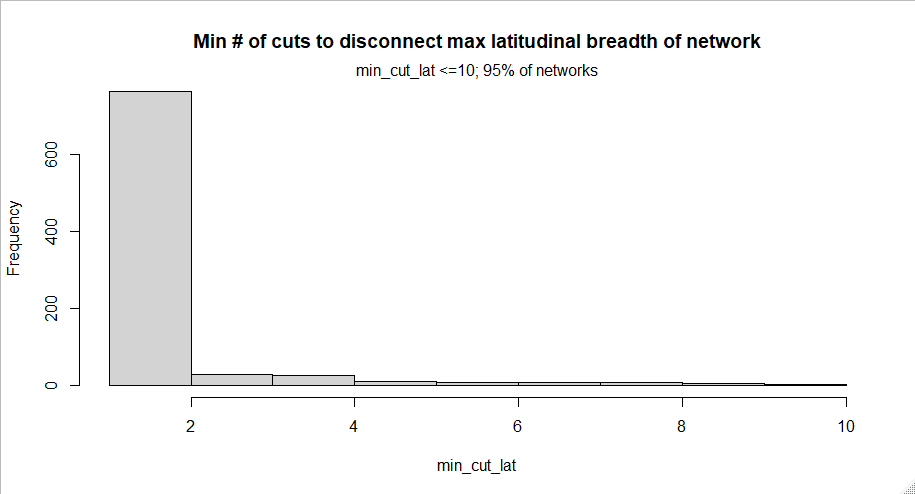 Min # of cuts to disconnect max latitudinal breadth of network
min_cut_lat <=10; 95% of networks
600
400
200
0
Frequency
2 4 6 8 10
min_cut_lat